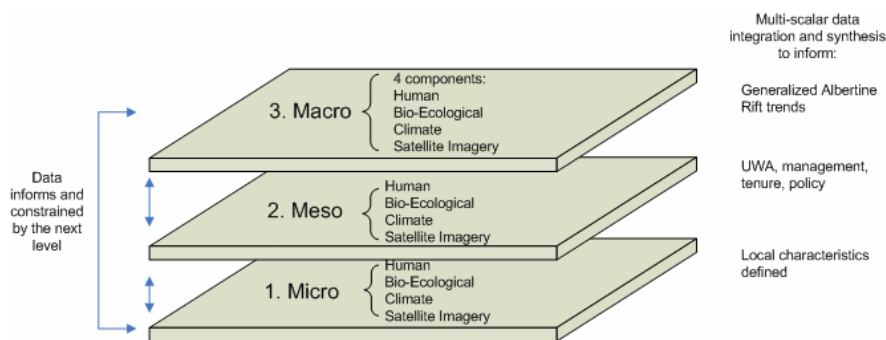 Multi-scalar data
integration and synthesis
to inform:
4 components:
Human
Bio-Ecological
Climate
Satellite Imagery
3. Macro
Generalized Albertine
Rift trends
Data
informs and
constrained
by the next
level
Human
Bio-Ecological
Climate
Satellite Imagery
2. Meso
UWA, management,
tenure, policy
Human
Bio-Ecological
Climate
Satellite Imagery
1. Micro
Local characteristics
defined